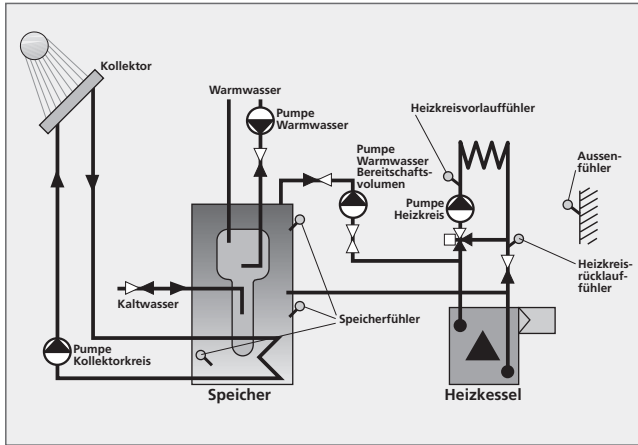 Kollektor
Warmwasser
Pumpe
Warmwasser
Heizkreisvorlauffühler
Pumpe
Warmwasser
Bereitschafts-
volumen
Aussen-
fühler
Pumpe
Heizkreis
Heizkreis-
rücklauf-
fühler
Kaltwasser
Speicherfühler
Pumpe
Kollektorkreis
Speicher
Heizkessel